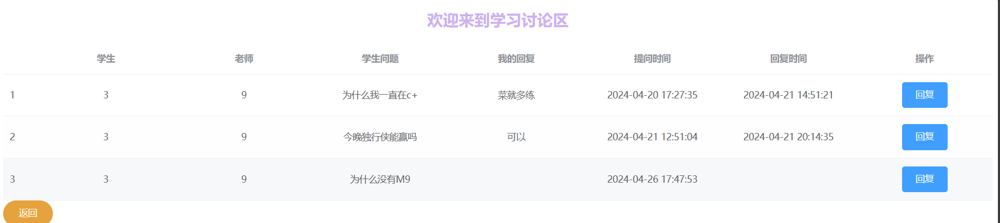 欢迎来到学习讨论区
学生 老师 学生问题 我的回复 提问时间 回复时间 操作
1 3 9 为什么我一直在c+ 菜就多练 2024-04-20 17:27:35 2024-04-21 14:51:21 回复
2 3 9 今晚独行侠能赢吗 可以 2024-04-21 12:51:04 2024-04-21 20:14:35 回复
3 3 9 为什么没有M9 2024-04-26 17:47:53 回复
返回